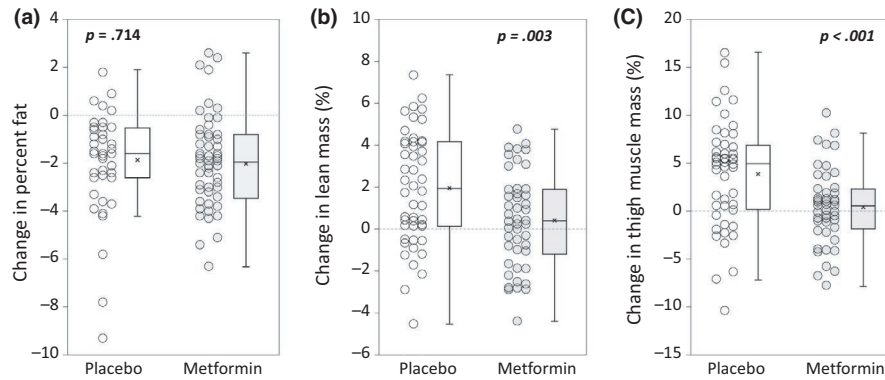 (a)
p = .714
Change in percent fat
4
2
0
−2
−4
−6
−8
−10
Placebo
Metformin
(b)
p = .003
Change in lean mass (%)
10
8
6
4
2
0
−2
−4
−6
Placebo
Metformin
(C)
p < .001
Change in thigh muscle mass (%)
20
15
10
5
0
−5
−10
−15
Placebo
Metformin